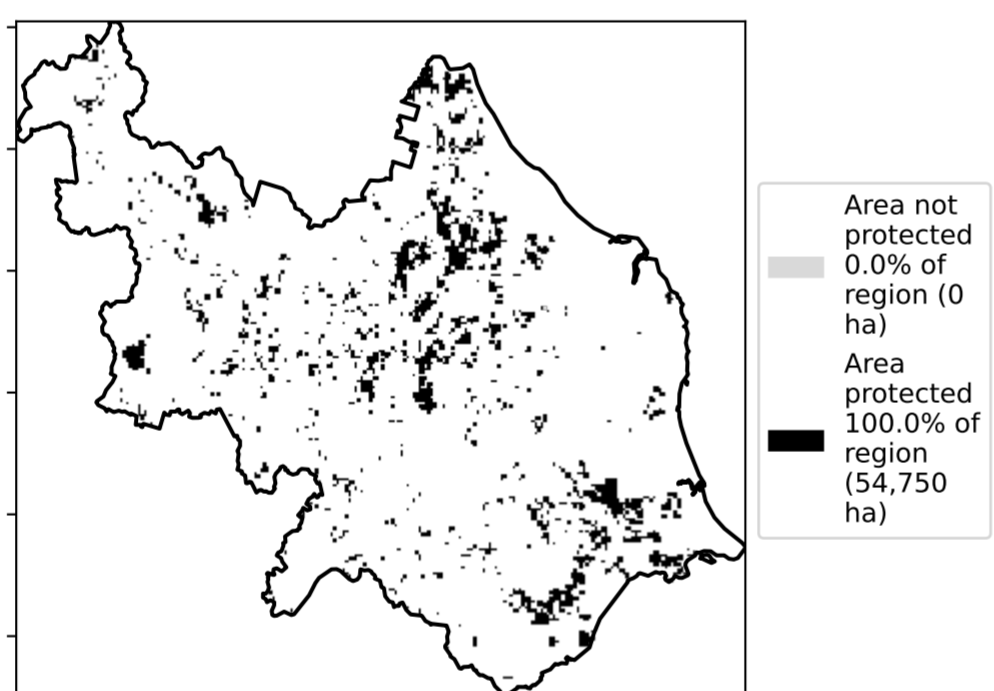 Area not
protected
0.0% of
region (0
ha)
Area
protected
100.0% of
region
(54,750
ha)